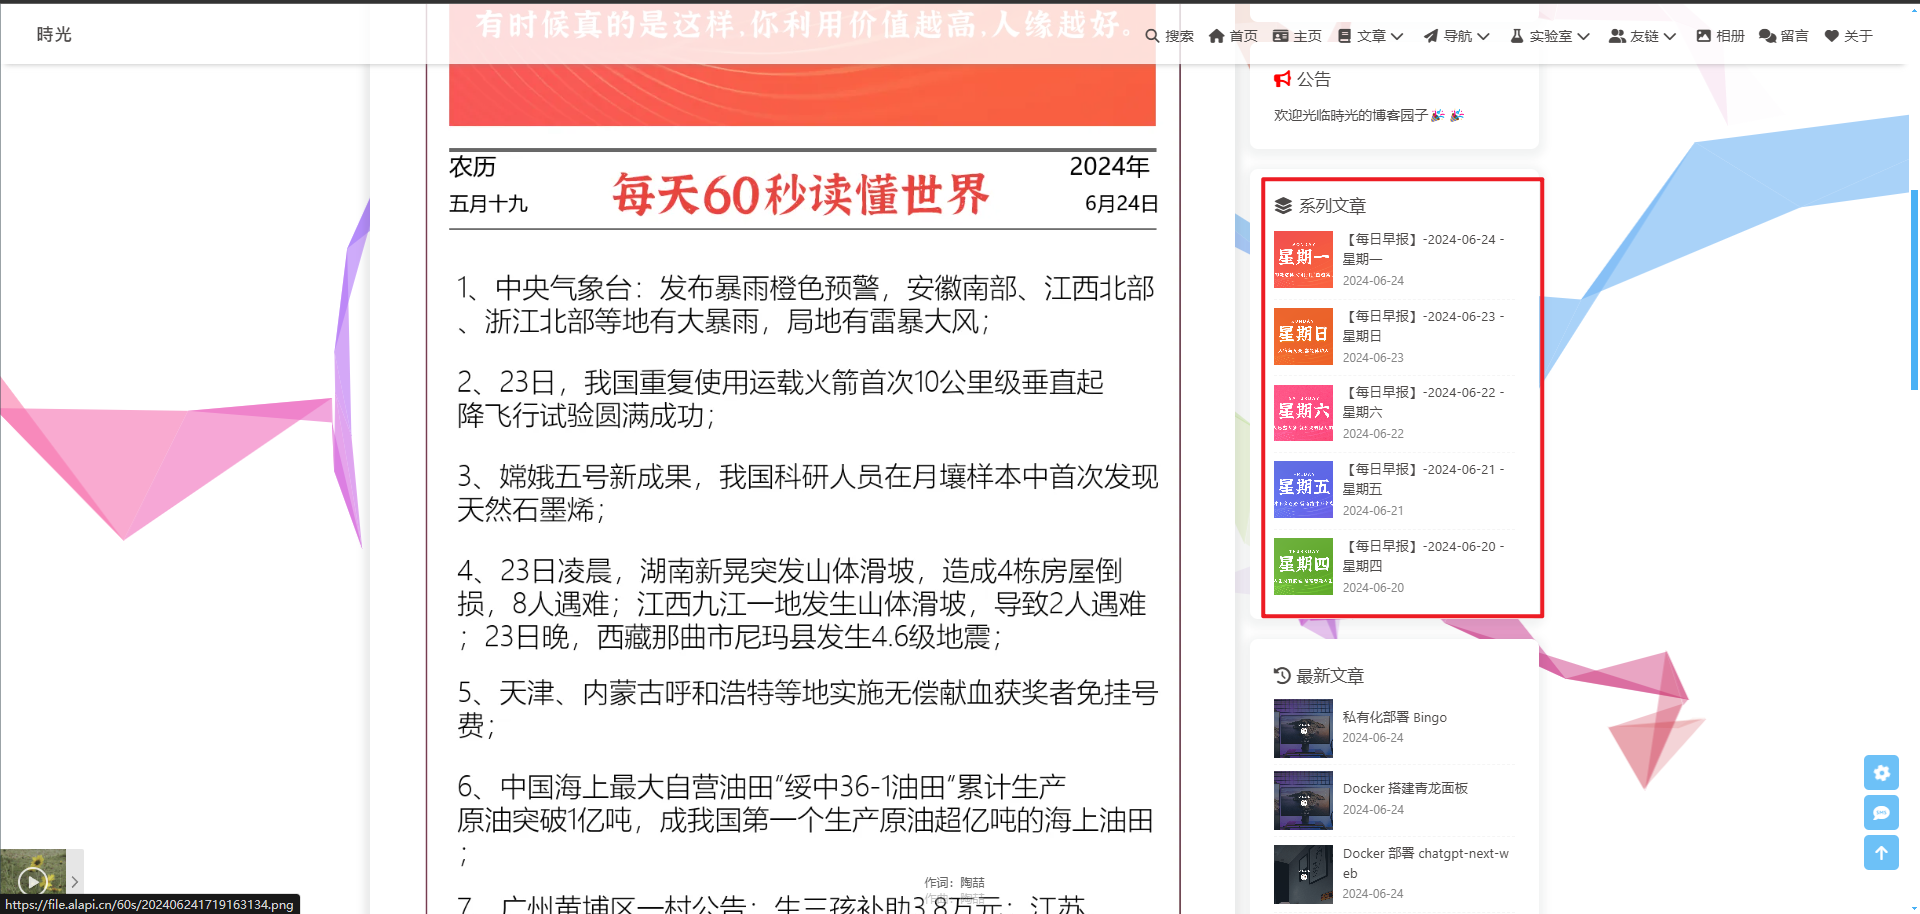 時光
搜索
首页
主页
文章
导航
实验室
友链
相册
留言
关于
有时候真的是这样,你利用价值越高,人缘越好。
农历
五月十九
每天60秒读懂世界
2024年
6月24日
1、中央气象台：发布暴雨橙色预警，安徽南部、江西北部
、浙江北部等地有大暴雨，局地有雷暴大风；
2、23日，我国重复使用运载火箭首次10公里级垂直起
降飞行试验圆满成功；
3、嫦娥五号新成果，我国科研人员在月壤样本中首次发现
天然石墨烯；
4、23日凌晨，湖南新晃突发山体滑坡，造成4栋房屋倒
损，8人遇难；江西九江一地发生山体滑坡，导致2人遇难
；23日晚，西藏那曲市尼玛县发生4.6级地震；
5、天津、内蒙古呼和浩特等地实施无偿献血获奖者免挂号
费；
6、中国海上最大自营油田“绥中36-1油田”累计生产
原油突破1亿吨，成我国第一个生产原油超亿吨的海上油田
；
7、广州黄埔区一村公告：生三孩补助3.8万元；江苏
作词：陶喆
作曲：陶喆
公告
欢迎光临時光的博客园子🎉 🎉
系列文章
MONDAY
星期一
【每日早报】-2024-06-24 -
星期一
2024-06-24
SUNDAY
星期日
【每日早报】-2024-06-23 -
星期日
2024-06-23
SATURDAY
星期六
【每日早报】-2024-06-22 -
星期六
2024-06-22
FRIDAY
星期五
【每日早报】-2024-06-21 -
星期五
2024-06-21
THURSDAY
星期四
【每日早报】-2024-06-20 -
星期四
2024-06-20
最新文章
私有化部署 Bingo
2024-06-24
Docker 搭建青龙面板
2024-06-24
Docker 部署 chatgpt-next-w
eb
2024-06-24
https://file.alapi.cn/60s/202406241719163134.png